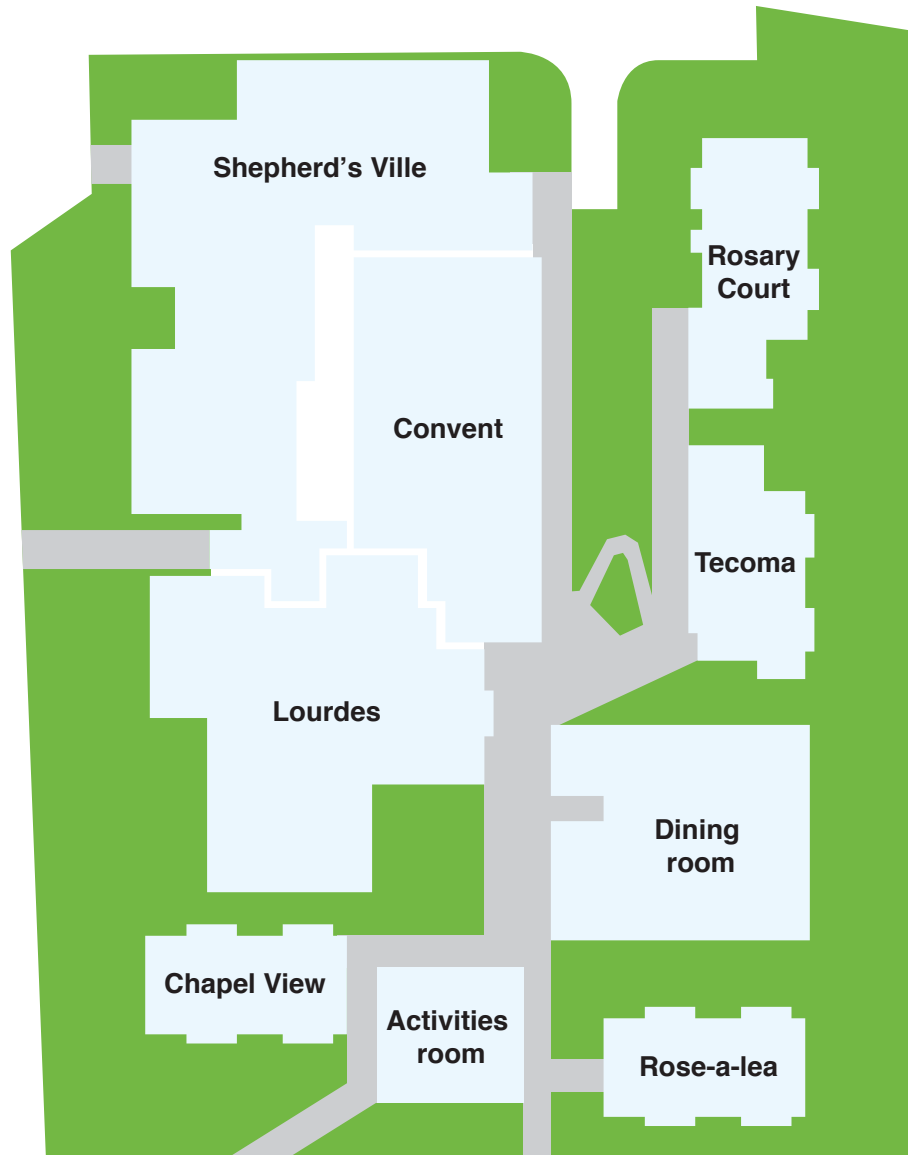 Shepherd's Ville
Rosary
Court
Convent
Tecoma
Lourdes
Dining
room
Chapel View
Activities
room
Rose-a-lea